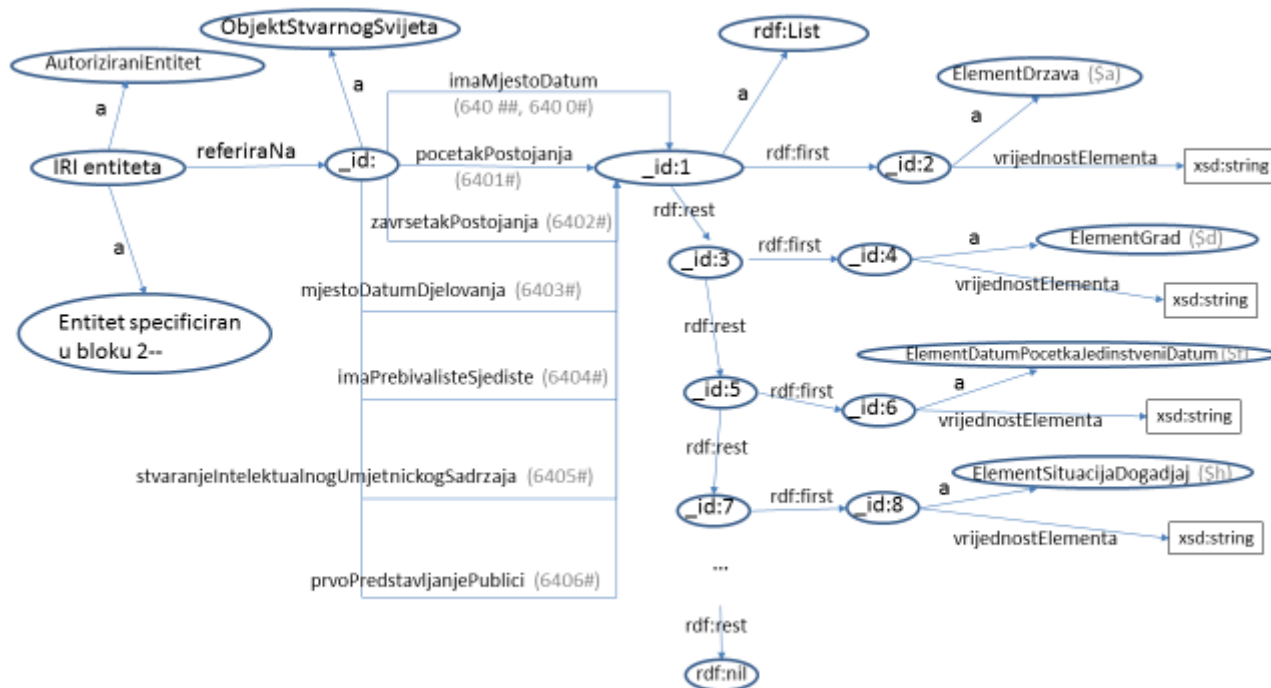 ObjektStvarnogSvijeta
rdf:List
AutoriziraniEntitet
imaMjestoDatum
(640 ##, 640 0#)
ElementDrzava ($a)
a
a
a
a
IRI entiteta
referiraNa
_id:
pocetakPostojanja
(6401#)
_id:1
rdf:first
_id:2
vrijednostElementa
xsd:string
rdf:rest
zavrsetakPostojanja (6402#)
a
ElementGrad ($d)
a
_id:3
rdf:first
_id:4
vrijednostElementa
xsd:string
mjestoDatumDjelovanja (6403#)
Entitet specificiran
u bloku 2--
rdf:rest
ElementDatumPocetkaJedinstveniDatum ($f)
imaPrebivalisteSjediste (6404#)
a
_id:5
rdf:first
_id:6
vrijednostElementa
xsd:string
rdf:rest
stvaranjeIntelektualnogUmjetnickogSadrzaja (6405#)
ElementSituacijaDogadjaj ($h)
a
_id:7
rdf:first
_id:8
vrijednostElementa
xsd:string
...
prvoPredstavljanjePublici (6406#)
rdf:rest
rdf:nil